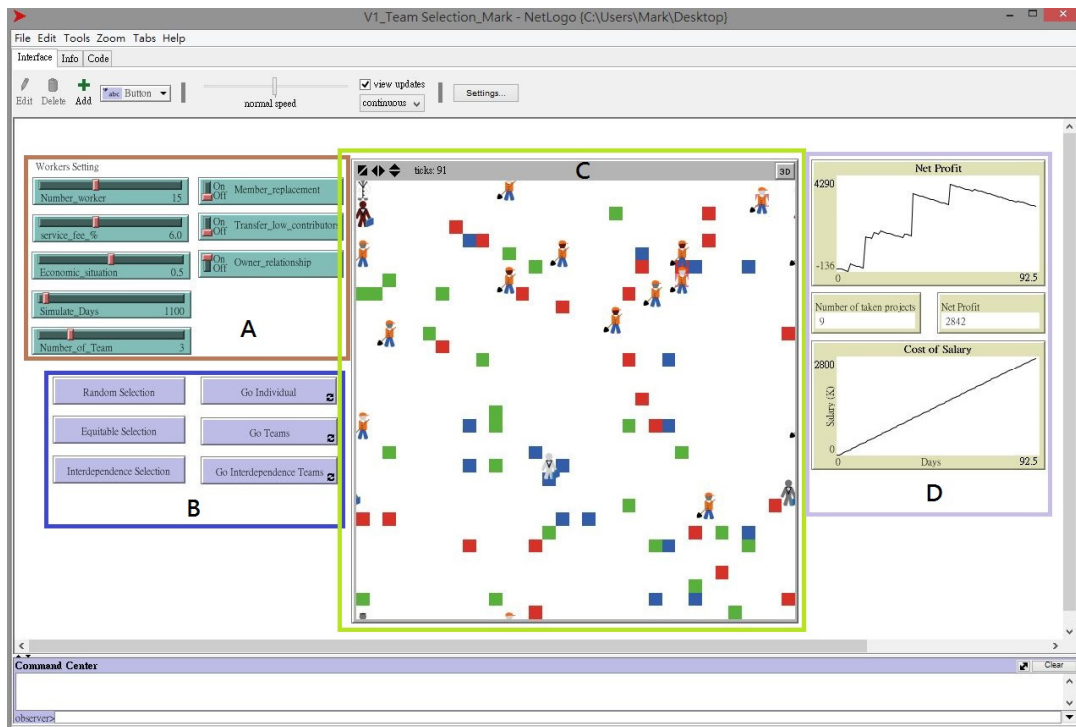 V1_Team Selection_Mark - NetLogo {C:\Users\Mark\Desktop}
File Edit Tools Zoom Tabs Help
Interface Info Code
Edit Delete Add abc Button normal speed view updates continuous Settings...
Workers Setting
Number_worker 15
On Off Member_replacement
service_fee_% 6.0
On Off Transfer_low_contributors
Economic_situation 0.5
On Off Owner_relationship
Simulate_Days 1100
Number_of_Team 3
A
Random Selection Go Individual
Equitable Selection Go Teams
Interdependence Selection Go Interdependence Teams
B
ticks: 91 C 3D
Net Profit
4290
-136
0 92.5
Number of taken projects
9
Net Profit
2842
Cost of Salary
2800
Salary (K)
0
0 Days 92.5
D
Command Center Clear
observer>